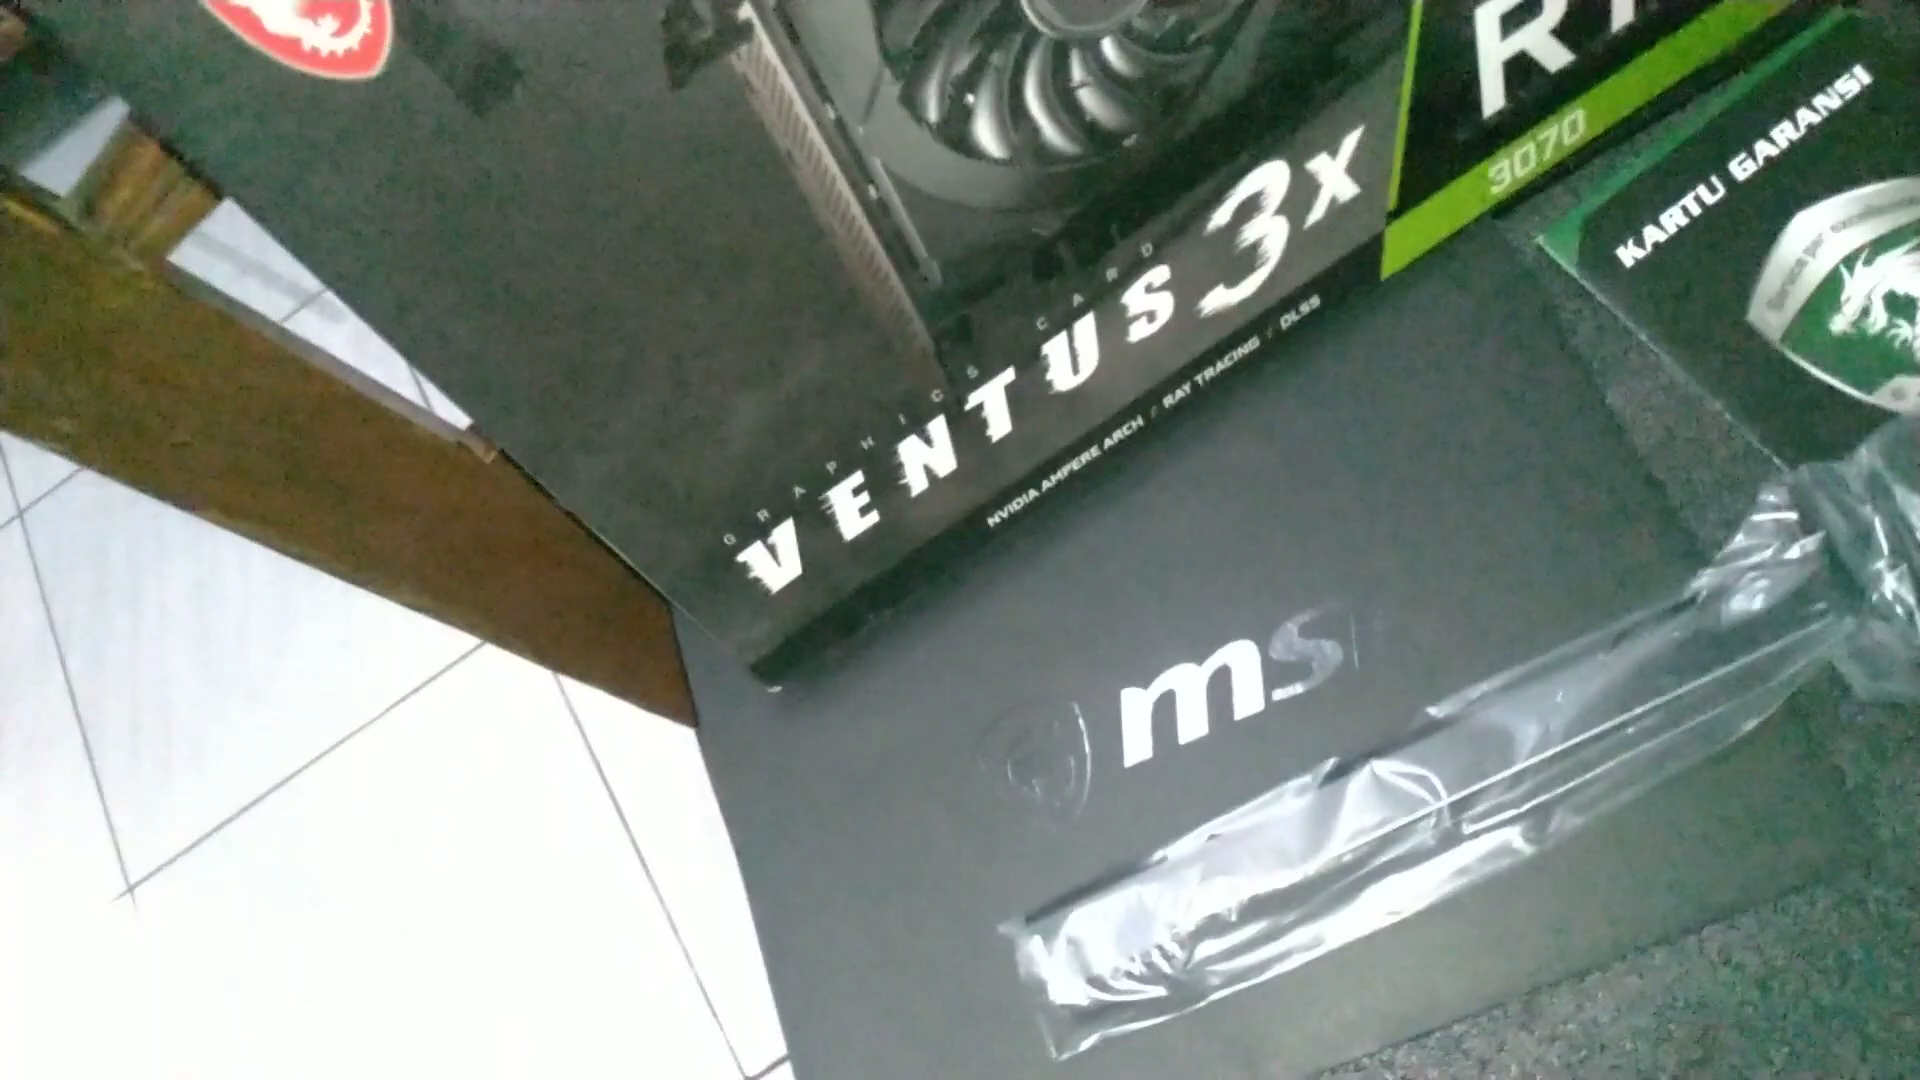 RT
3070
GRAPHICS CARD
VENTUS 3X
NVIDIA AMPERE ARCH / RAY TRACING / DLSS
KARTU GARANSI
msi